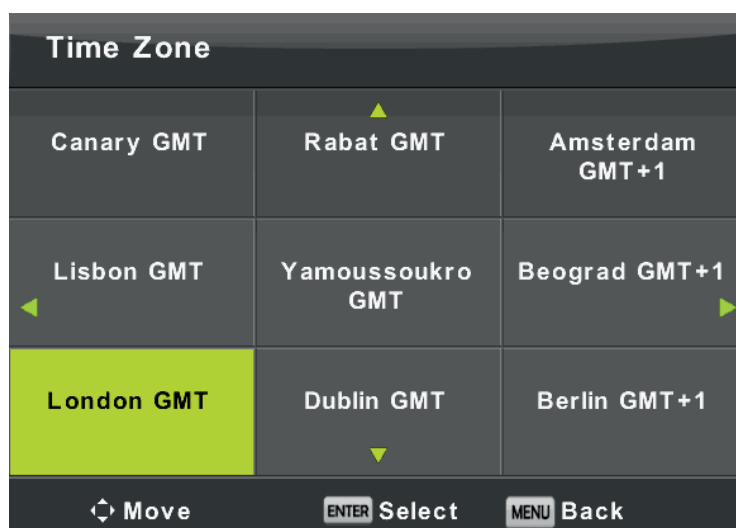 Time Zone
Canary GMT
Rabat GMT
Amsterdam
GMT+1
Lisbon GMT
Yamoussoukro
GMT
Beograd GMT+1
London GMT
Dublin GMT
Berlin GMT+1
Move
ENTER Select
MENU Back